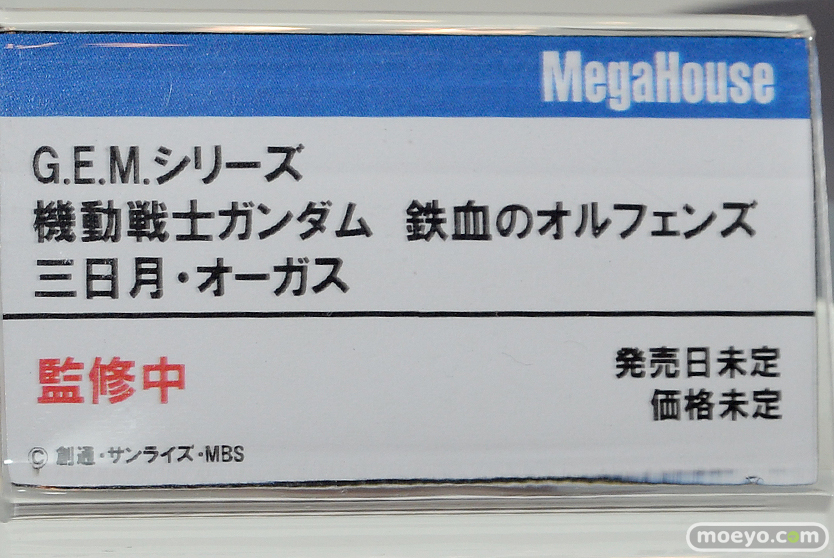 MegaHouse
G.E.M.シリーズ
機動戦士ガンダム 鉄血のオルフェンズ
三日月・オーガス
監修中
発売日未定
価格未定
© 創通・サンライズ・MBS
moeyo.com